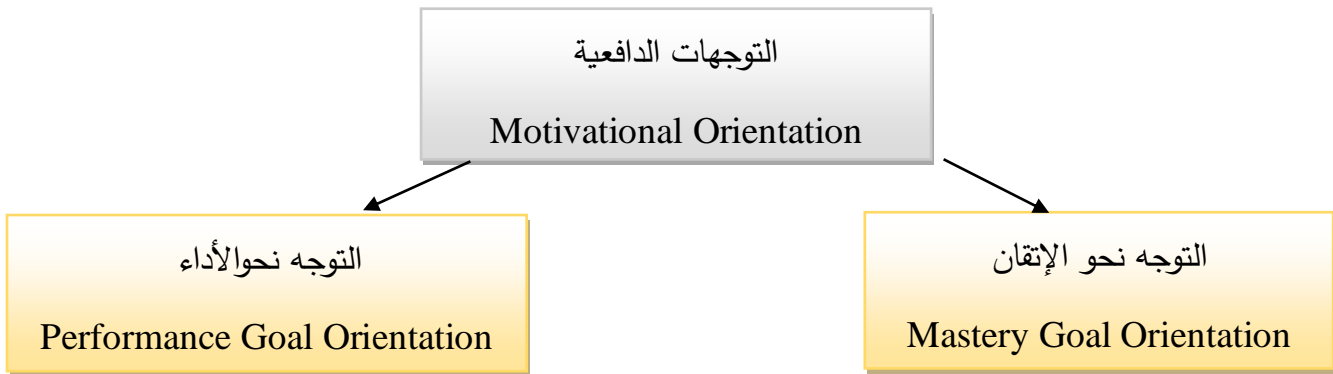 التوجهات الدافعية
Motivational Orientation
التوجه نحو الإتقان
Mastery Goal Orientation
التوجه نحوالأداء
Performance Goal Orientation